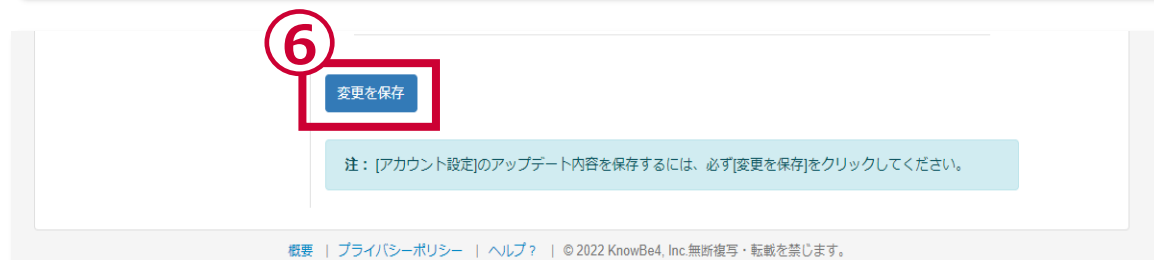 ⑥
変更を保存
注： [アカウント設定]のアップデート内容を保存するには、必ず[変更を保存]をクリックしてください。
概要 | プライバシーポリシー | ヘルプ？ | © 2022 KnowBe4, Inc.無断複写・転載を禁じます。